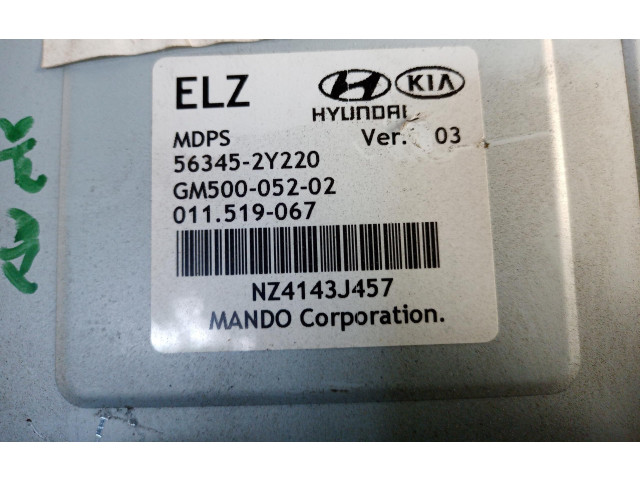 ELZ
HYUNDAI KIA
MDPS Ver. 03
56345-2Y220
GM500-052-02
011.519-067
NZ4143J457
MANDO Corporation.